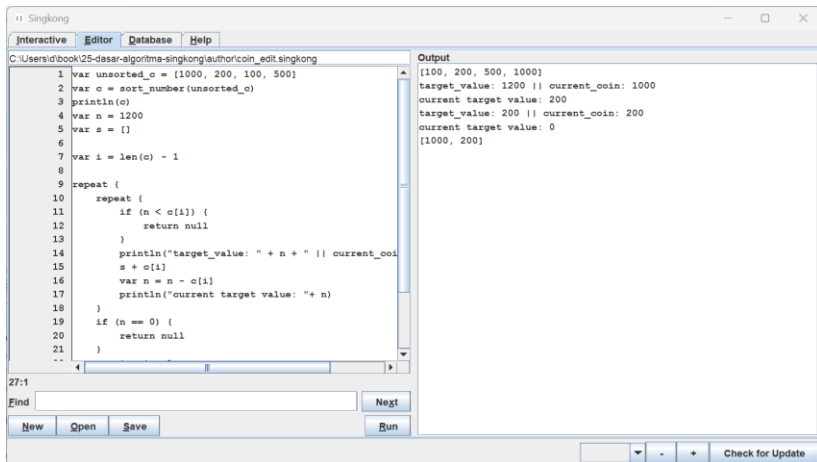 Singkong
Interactive Editor Database Help
C:\Users\d\book\25-dasar-algoritma-singkong\author\coin_edit.singkong
1 var unsorted_c = [1000, 200, 100, 500]
2 var c = sort_number(unsorted_c)
3 println(c)
4 var n = 1200
5 var s = []
6
7 var i = len(c) - 1
8
9 repeat {
10 repeat {
11 if (n < c[i]) {
12 return null
13 }
14 println("target_value: " + n + " || current_coi
15 s + c[i]
16 var n = n - c[i]
17 println("current target value: "+ n)
18 }
19 if (n == 0) {
20 return null
21 }
27:1
Find Next
New Open Save Run
Output
[100, 200, 500, 1000]
target_value: 1200 || current_coin: 1000
current target value: 200
target_value: 200 || current_coin: 200
current target value: 0
[1000, 200]
- + Check for Update